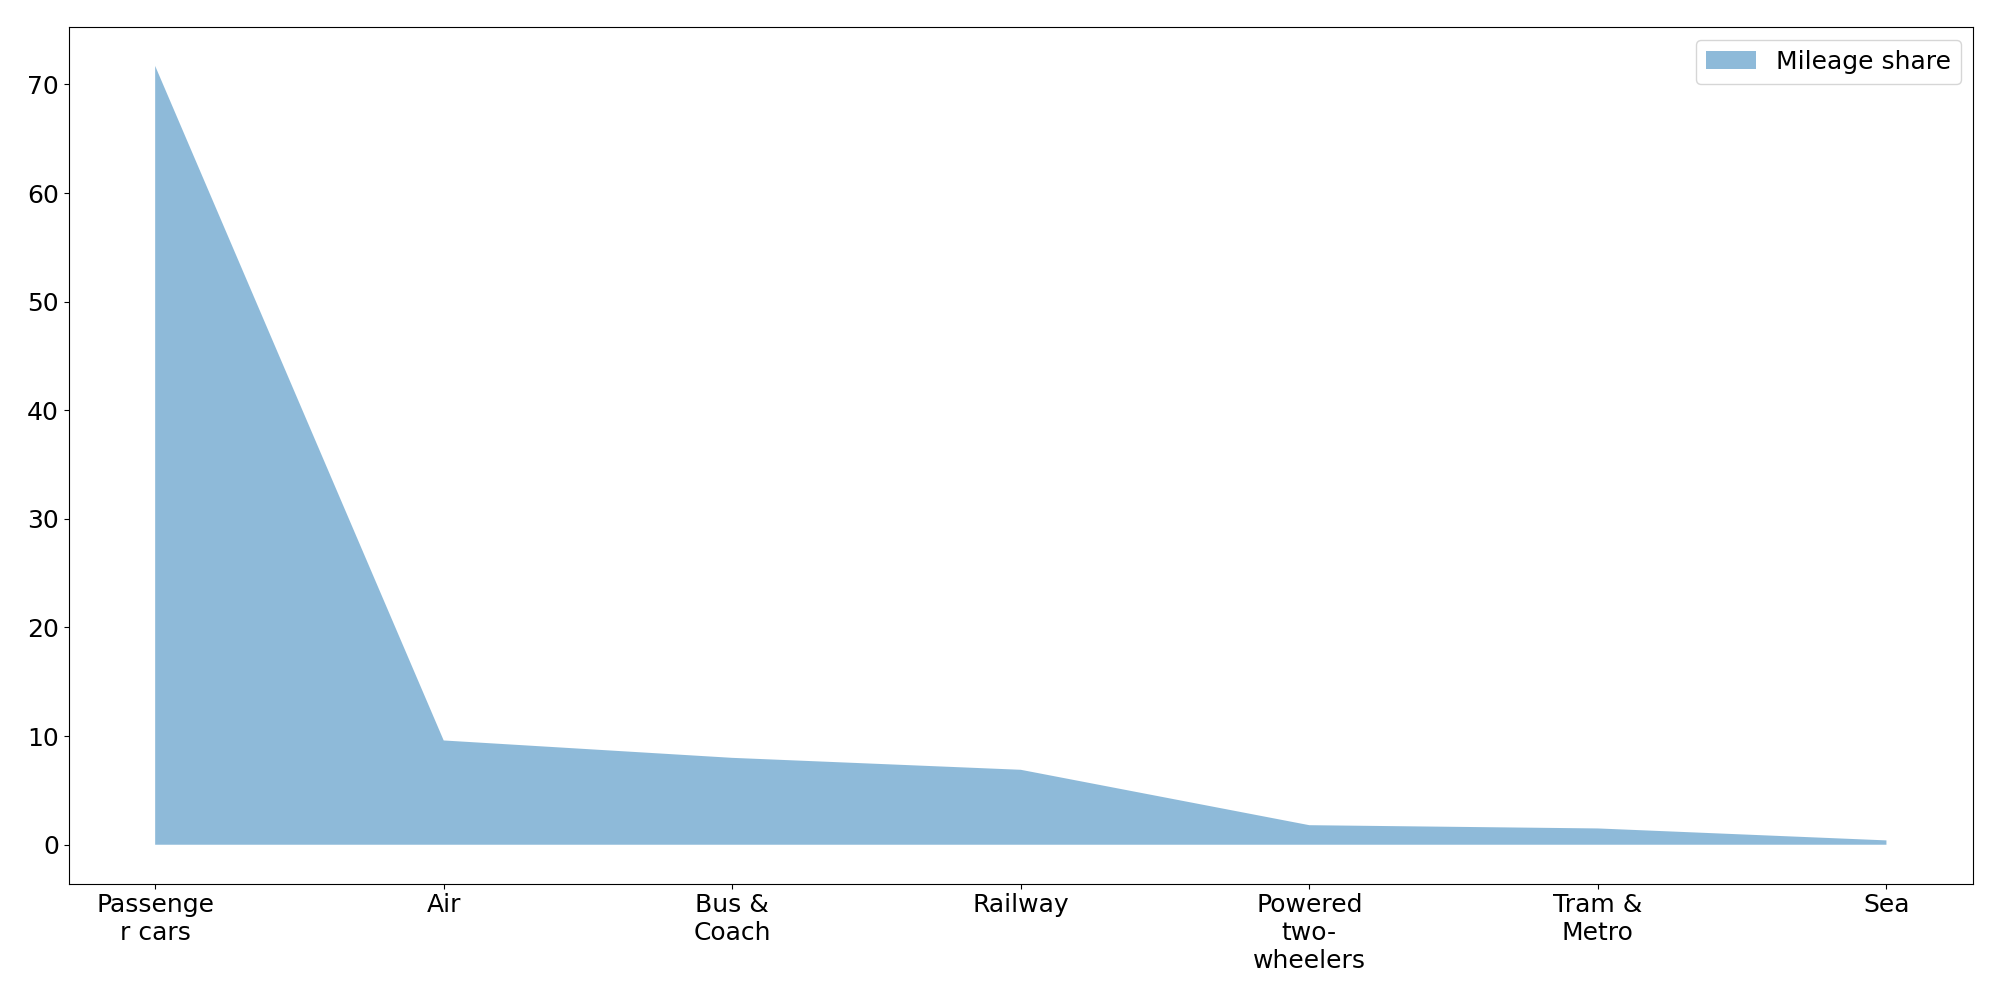 Mileage share
70
60
50
40
30
20
10
0
Passenge
r cars
Air
Bus &
Coach
Railway
Powered
two-
wheelers
Tram &
Metro
Sea